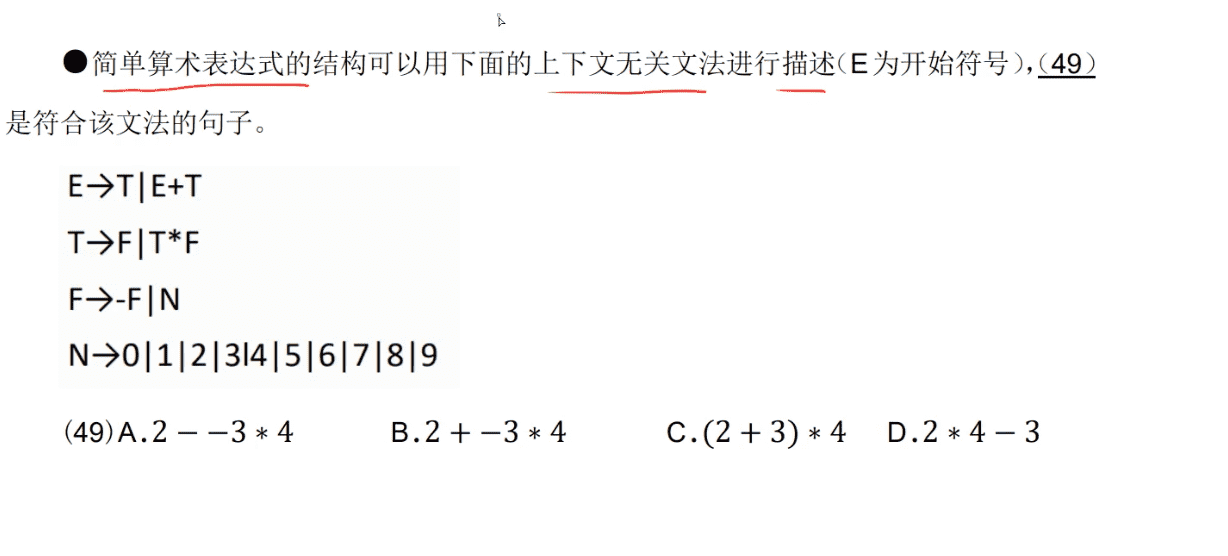 ●简单算术表达式的结构可以用下面的上下文无关文法进行描述(E为开始符号),(49)
是符合该文法的句子。
E→T|E+T
T→F|T*F
F→-F|N
N→0|1|2|3l4|5|6|7|8|9
(49)A.2 − −3 ∗ 4 B.2 + −3 ∗ 4 C.(2 + 3) ∗ 4 D.2 ∗ 4 − 3